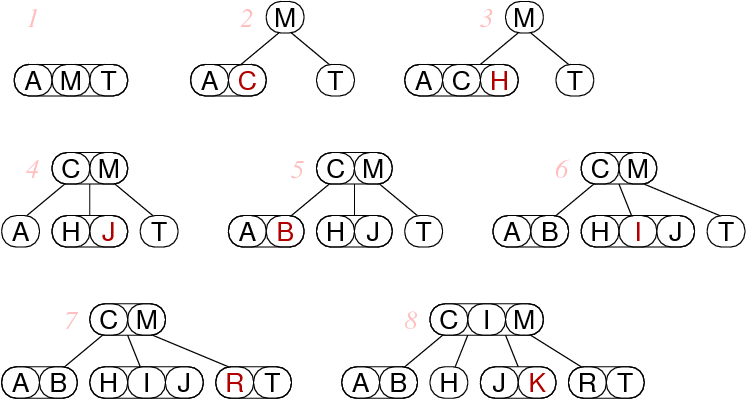 1 2 M 3 M
A M T A C T A C H T
4 C M 5 C M 6 C M
A H J T A B H J T A B H I J T
7 C M 8 C I M
A B H I J R T A B H J K R T